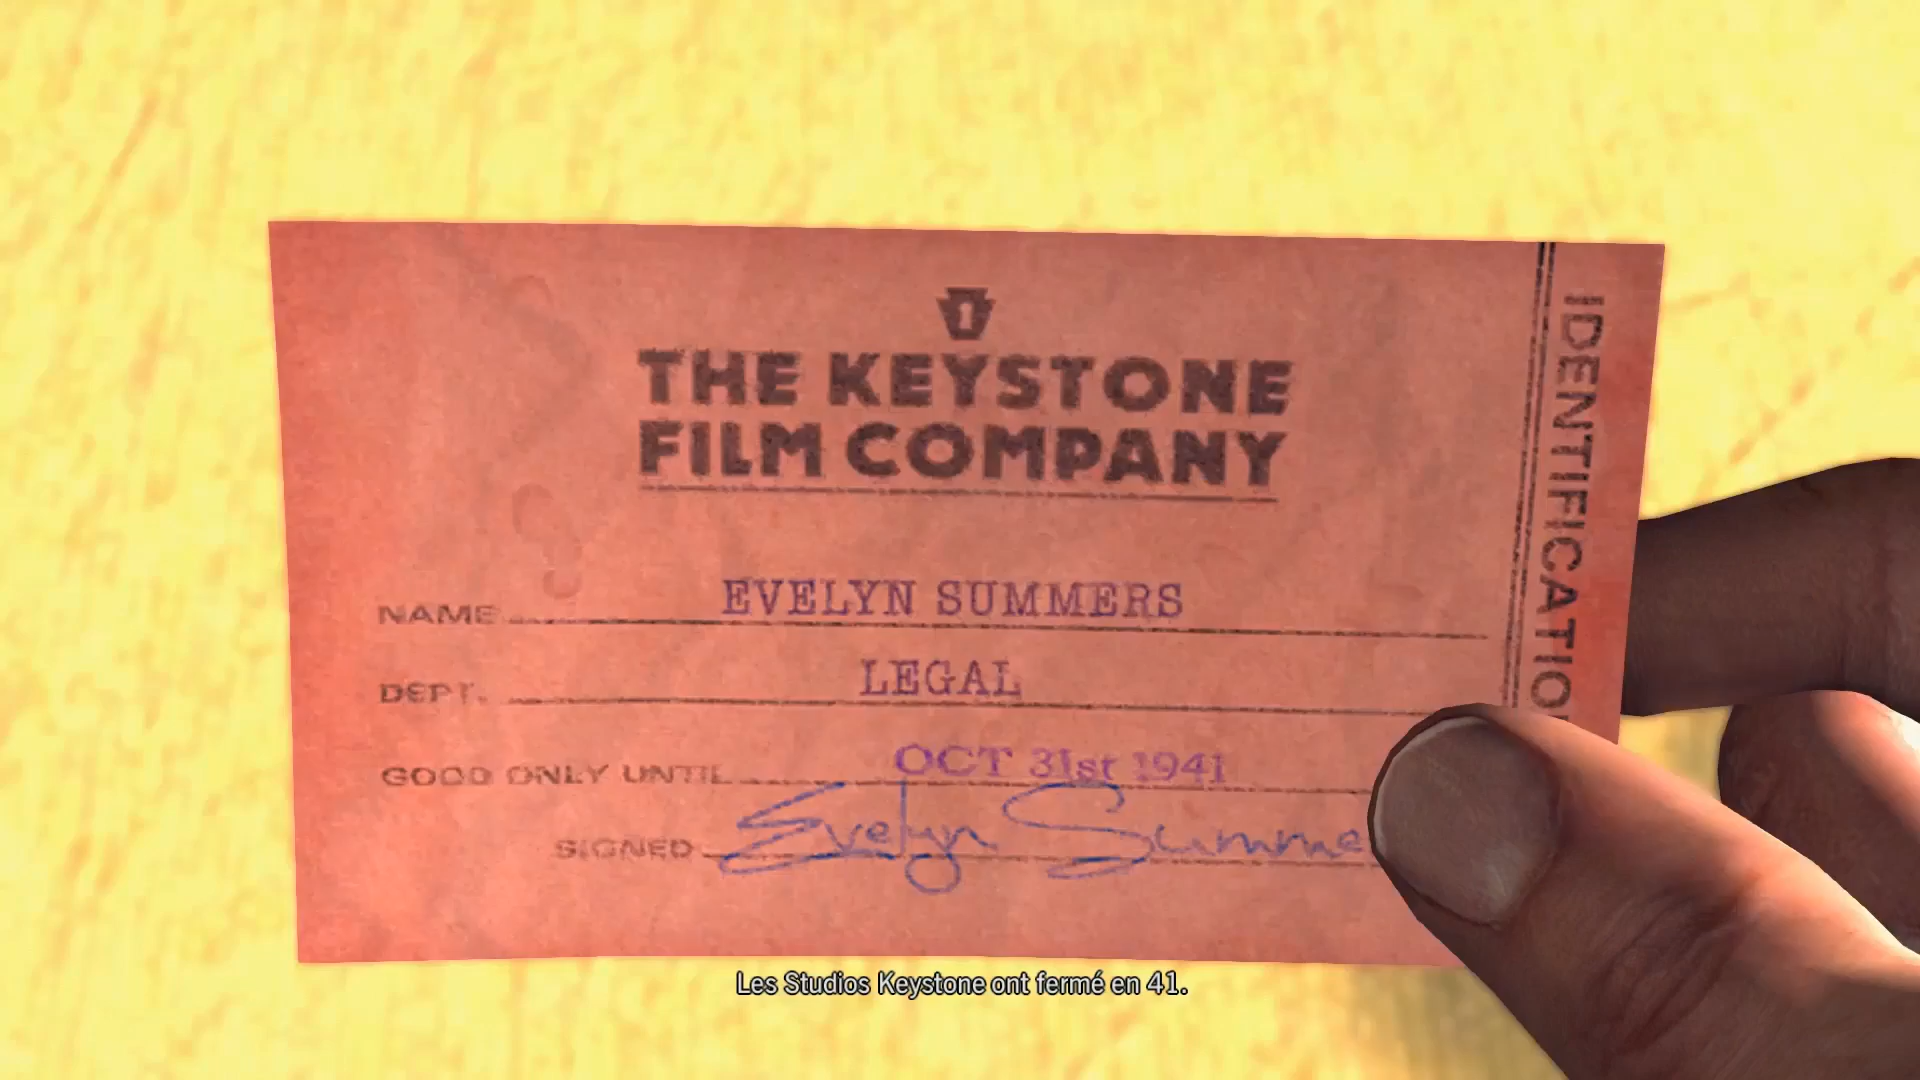 THE KEYSTONE
FILM COMPANY
NAME EVELYN SUMMERS
DEPT. LEGAL
GOOD ONLY UNTIL OCT 31st 1941
SIGNED Evelyn Summe
IDENTIFICATIO
Les Studios Keystone ont fermé en 41.